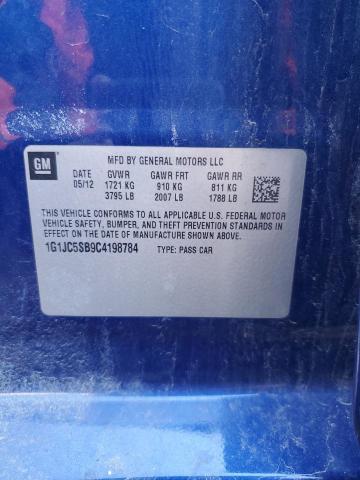 GM
MFD BY GENERAL MOTORS LLC
DATE GVWR GAWR FRT GAWR RR
05/12 1721 KG 910 KG 811 KG
3795 LB 2007 LB 1788 LB
THIS VEHICLE CONFORMS TO ALL APPLICABLE U.S. FEDERAL MOTOR
VEHICLE SAFETY, BUMPER, AND THEFT PREVENTION STANDARDS IN
EFFECT ON THE DATE OF MANUFACTURE SHOWN ABOVE.
1G1JC5SB9C4198784 TYPE: PASS CAR